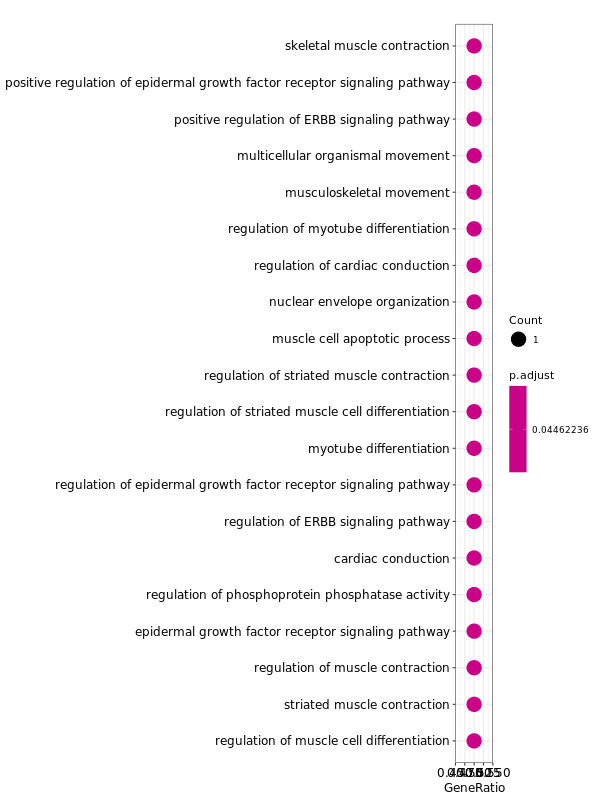 skeletal muscle contraction
positive regulation of epidermal growth factor receptor signaling pathway
positive regulation of ERBB signaling pathway
multicellular organismal movement
musculoskeletal movement
regulation of myotube differentiation
regulation of cardiac conduction
nuclear envelope organization
muscle cell apoptotic process
regulation of striated muscle contraction
regulation of striated muscle cell differentiation
myotube differentiation
regulation of epidermal growth factor receptor signaling pathway
regulation of ERBB signaling pathway
cardiac conduction
regulation of phosphoprotein phosphatase activity
epidermal growth factor receptor signaling pathway
regulation of muscle contraction
striated muscle contraction
regulation of muscle cell differentiation
GeneRatio
Count
1
p.adjust
0.04462236